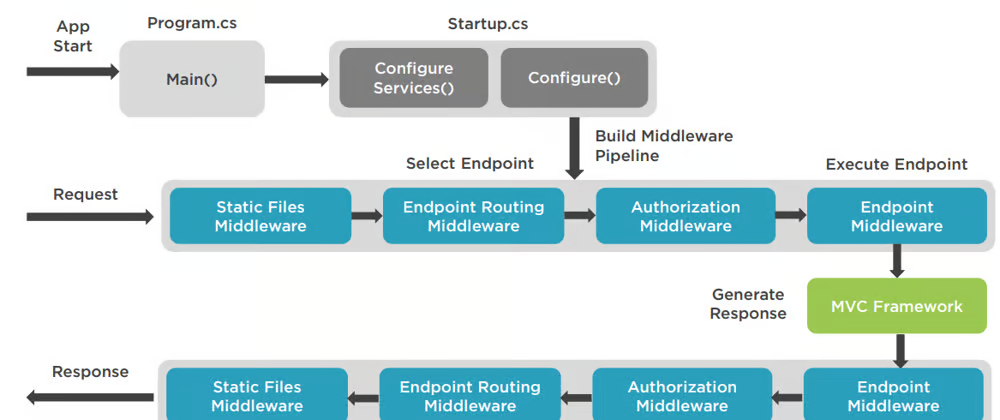 App
Start
Program.cs
Startup.cs
Main()
Configure
Services()
Configure()
Build Middleware
Pipeline
Select Endpoint
Execute Endpoint
Request
Static Files
Middleware
Endpoint Routing
Middleware
Authorization
Middleware
Endpoint
Middleware
Generate
Response
MVC Framework
Response
Static Files
Middleware
Endpoint Routing
Middleware
Authorization
Middleware
Endpoint
Middleware